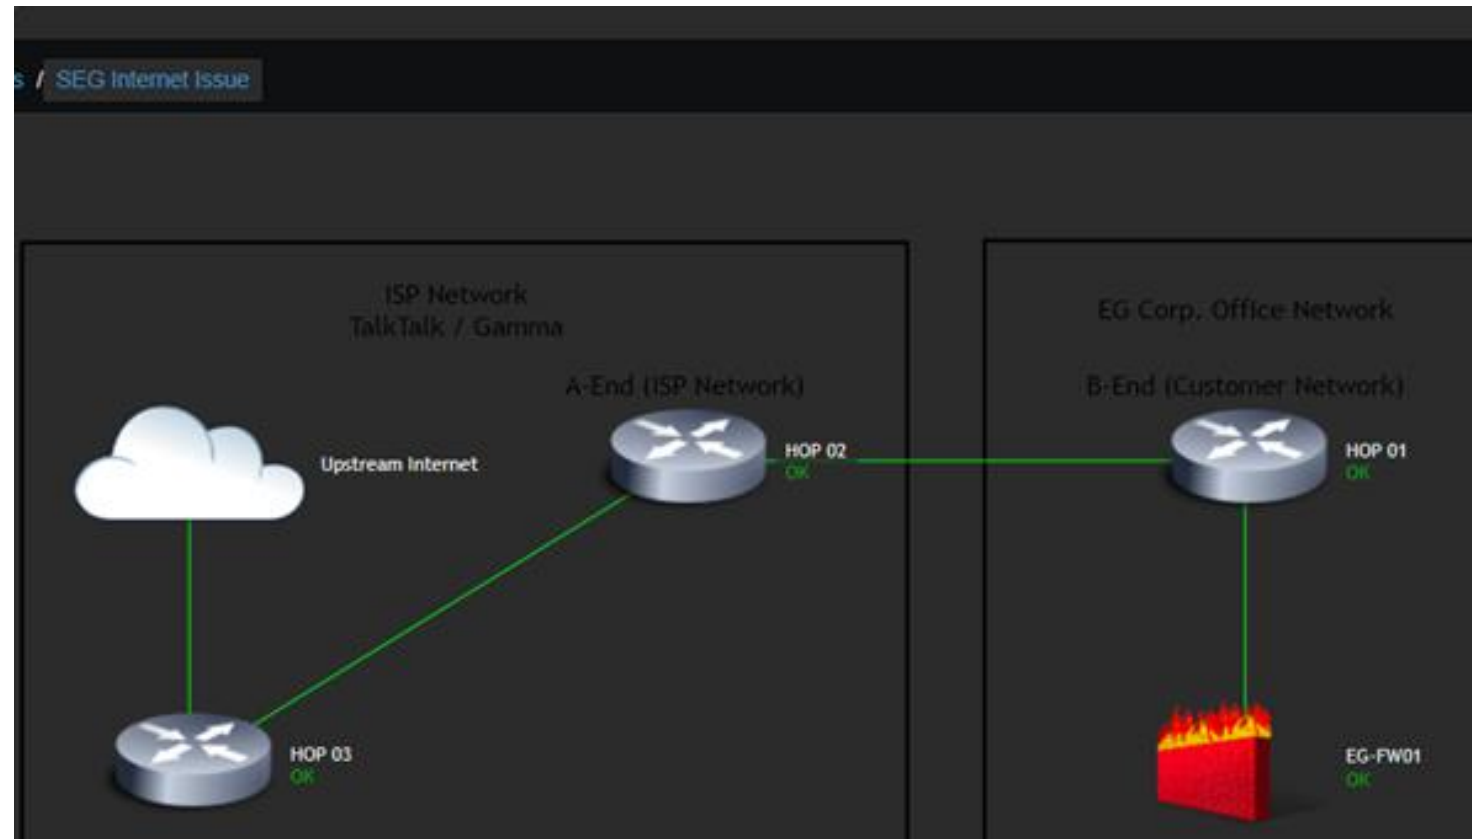 s / SEG Internet Issue
ISP Network
TalkTalk / Gamma
EG Corp. Office Network
A-End (ISP Network)
B-End (Customer Network)
Upstream Internet
HOP 02
OK
HOP 01
OK
HOP 03
OK
EG-FW01
OK